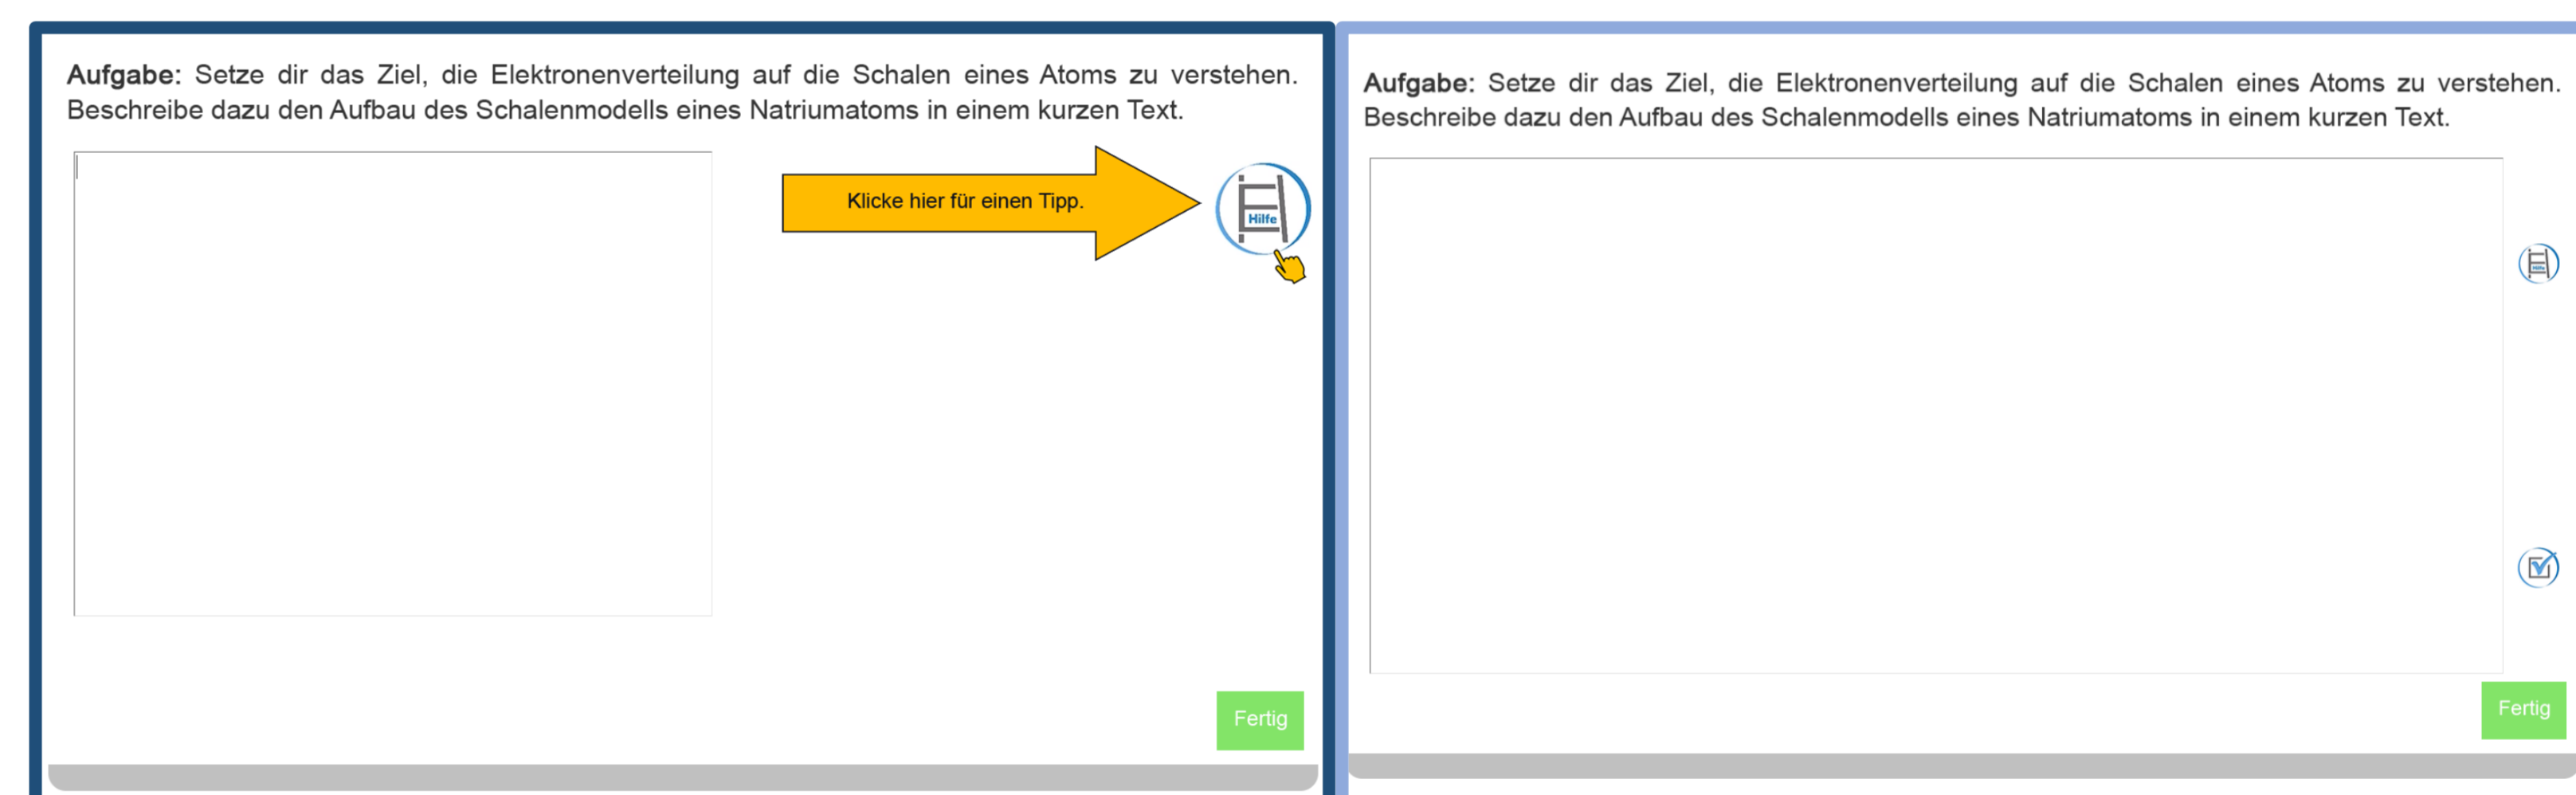 Aufgabe: Setze dir das Ziel, die Elektronenverteilung auf die Schalen eines Atoms zu verstehen.
Beschreibe dazu den Aufbau des Schalenmodells eines Natriumatoms in einem kurzen Text.
Klicke hier für einen Tipp.
Hilfe
Fertig
Aufgabe: Setze dir das Ziel, die Elektronenverteilung auf die Schalen eines Atoms zu verstehen.
Beschreibe dazu den Aufbau des Schalenmodells eines Natriumatoms in einem kurzen Text.
Hilfe
Fertig